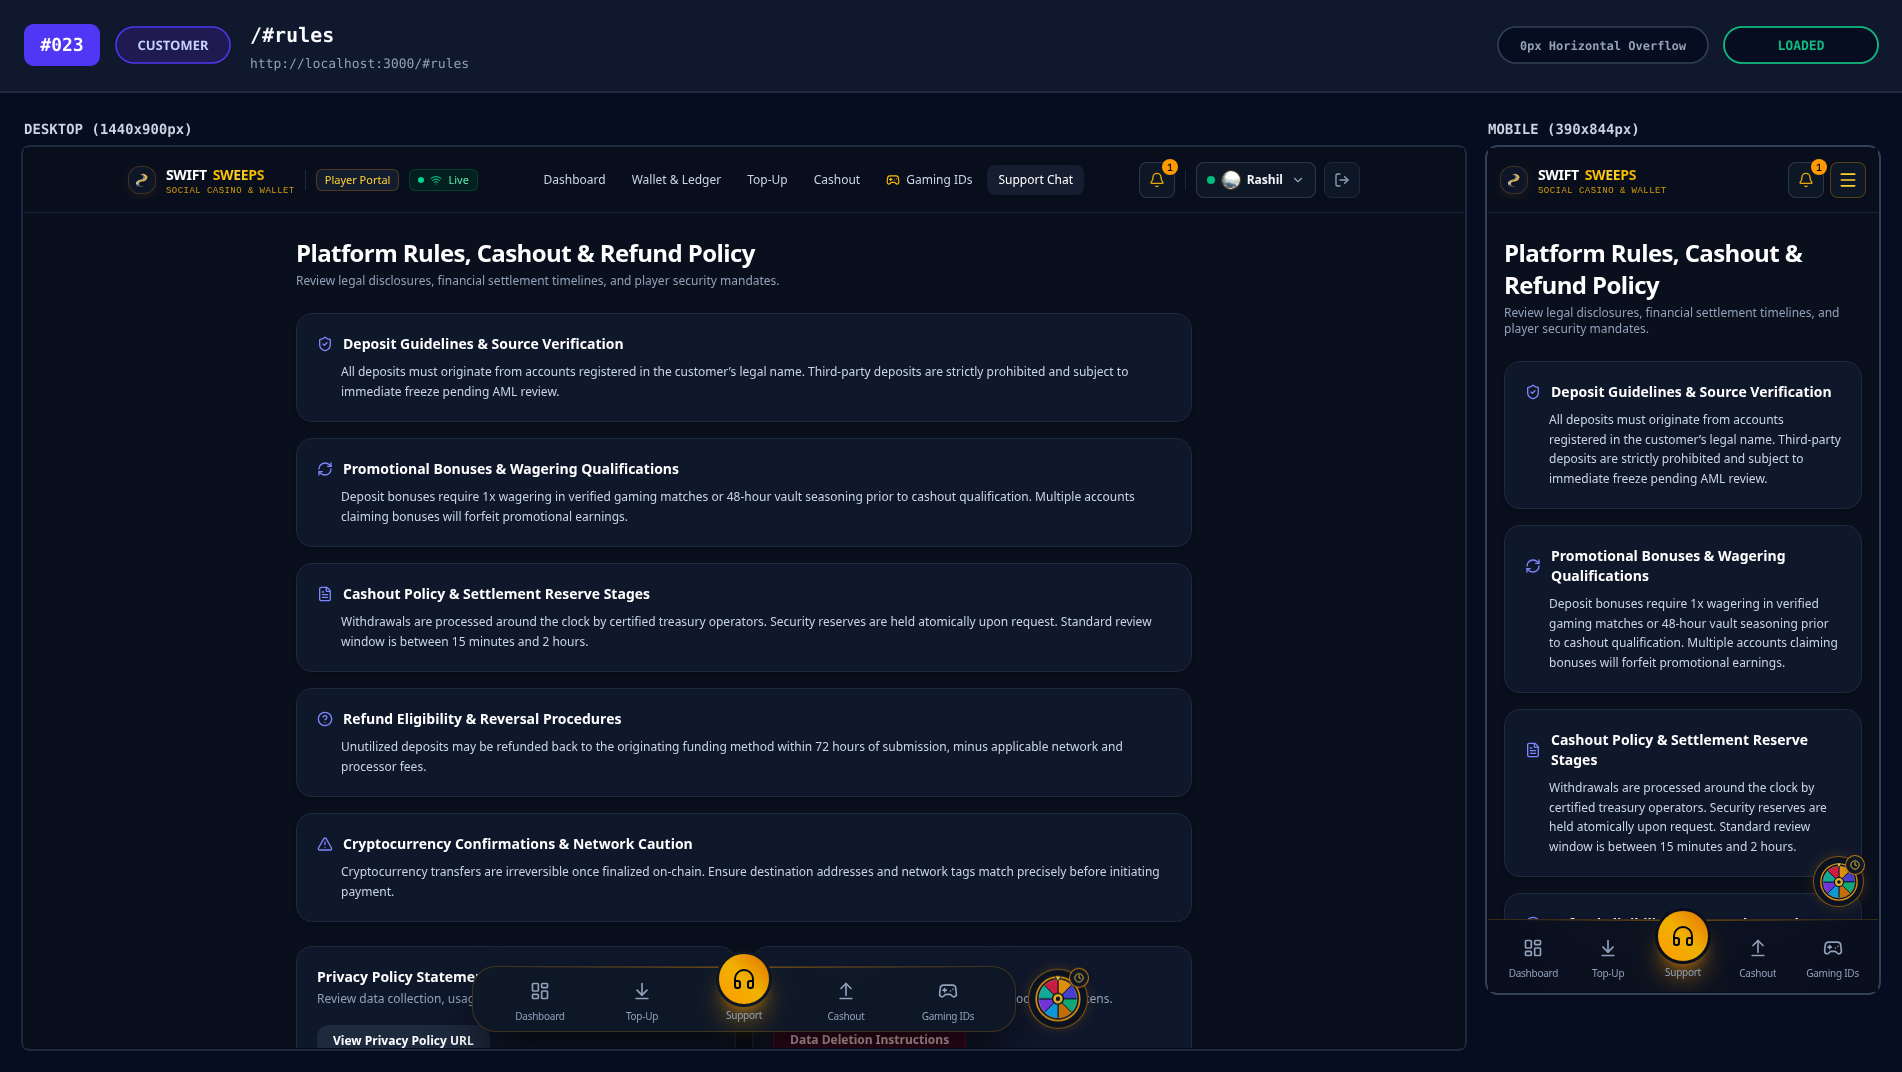 #023
CUSTOMER
/#rules
http://localhost:3000/#rules
0px Horizontal Overflow
LOADED
DESKTOP (1440x900px)
SWIFT SWEEPS
SOCIAL CASINO & WALLET
Player Portal
Live
Dashboard
Wallet & Ledger
Top-Up
Cashout
Gaming IDs
Support Chat
1
Rashil
Platform Rules, Cashout & Refund Policy
Review legal disclosures, financial settlement timelines, and player security mandates.
Deposit Guidelines & Source Verification
All deposits must originate from accounts registered in the customer’s legal name. Third-party deposits are strictly prohibited and subject to
immediate freeze pending AML review.
Promotional Bonuses & Wagering Qualifications
Deposit bonuses require 1x wagering in verified gaming matches or 48-hour vault seasoning prior to cashout qualification. Multiple accounts
claiming bonuses will forfeit promotional earnings.
Cashout Policy & Settlement Reserve Stages
Withdrawals are processed around the clock by certified treasury operators. Security reserves are held atomically upon request. Standard review
window is between 15 minutes and 2 hours.
Refund Eligibility & Reversal Procedures
Unutilized deposits may be refunded back to the originating funding method within 72 hours of submission, minus applicable network and
processor fees.
Cryptocurrency Confirmations & Network Caution
Cryptocurrency transfers are irreversible once finalized on-chain. Ensure destination addresses and network tags match precisely before initiating
payment.
Privacy Policy
Review data collection,
View Privacy Policy URL
Data Deletion Instructions
Dashboard
Top-Up
Support
Cashout
Gaming IDs
MOBILE (390x844px)
SWIFT SWEEPS
SOCIAL CASINO & WALLET
1
Platform Rules, Cashout &
Refund Policy
Review legal disclosures, financial settlement timelines, and
player security mandates.
Deposit Guidelines & Source Verification
All deposits must originate from accounts
registered in the customer’s legal name. Third-party
deposits are strictly prohibited and subject to
immediate freeze pending AML review.
Promotional Bonuses & Wagering
Qualifications
Deposit bonuses require 1x wagering in verified
gaming matches or 48-hour vault seasoning prior
to cashout qualification. Multiple accounts claiming
bonuses will forfeit promotional earnings.
Cashout Policy & Settlement Reserve
Stages
Withdrawals are processed around the clock by
certified treasury operators. Security reserves are
held atomically upon request. Standard review
window is between 15 minutes and 2 hours.
Dashboard
Top-Up
Support
Cashout
Gaming IDs